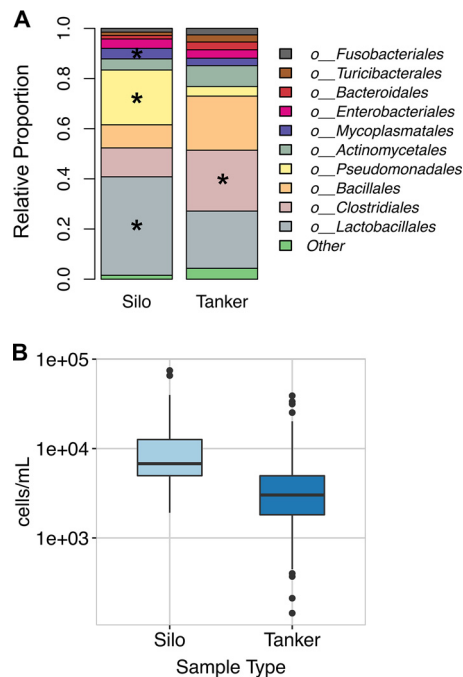 A
Relative Proportion
1.0
0.8
0.6
0.4
0.2
0.0
*
*
*
*
Silo
Tanker
o__Fusobacteriales
o__Turicibacterales
o__Bacteroidales
o__Enterobacteriales
o__Mycoplasmatales
o__Actinomycetales
o__Pseudomonadales
o__Bacillales
o__Clostridiales
o__Lactobacillales
Other
B
cells/mL
1e+05
1e+04
1e+03
Silo
Tanker
Sample Type